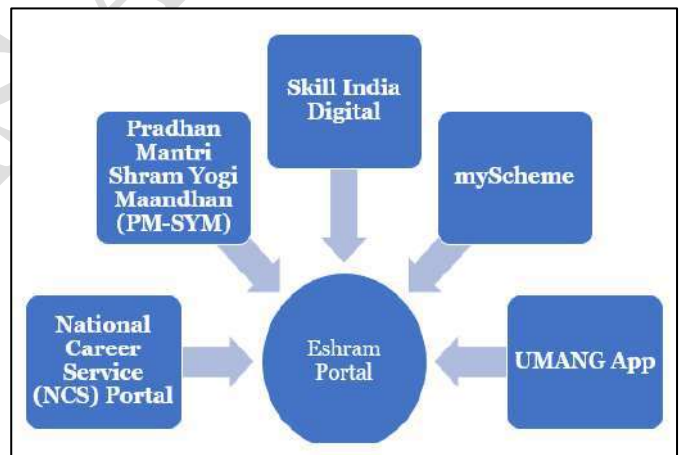 Skill India
Digital
Pradhan
Mantri
Shram Yogi
Maandhan
(PM-SYM)
myScheme
National
Career
Service
(NCS) Portal
Eshram
Portal
UMANG App